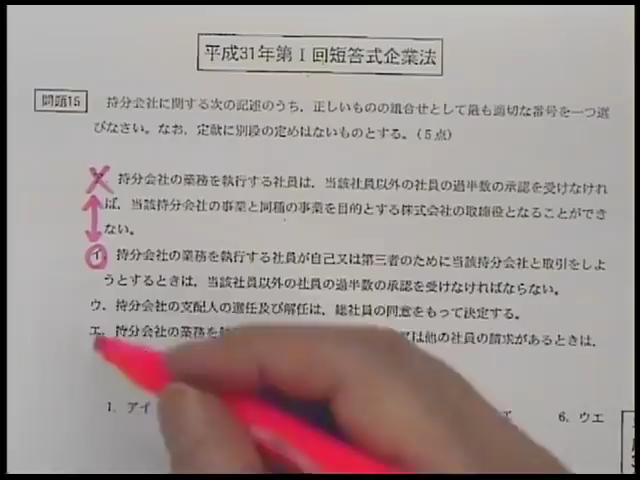 平成31年第Ⅰ回短答式企業法
問題15 持分会社に関する次の記述のうち、正しいものの組合せとして最も適切な番号を一つ選
びなさい。なお、定款に別段の定めはないものとする。(5点)
持分会社の業務を執行する社員は、当該社員以外の社員の過半数の承認を受けなけれ
ば、当該持分会社の事業と同種の事業を目的とする株式会社の取締役となることができ
ない。
イ. 持分会社の業務を執行する社員が自己又は第三者のために当該持分会社と取引をしよ
うとするときは、当該社員以外の社員の過半数の承認を受けなければならない。
ウ. 持分会社の支配人の選任及び解任は、総社員の同意をもって決定する。
エ. 持分会社の業務を は他の社員の請求があるときは、
1. アイ 6. ウエ